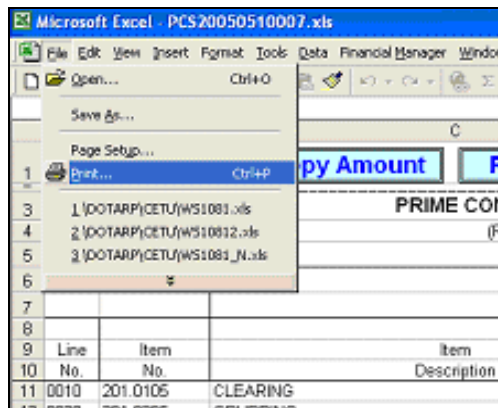 Microsoft Excel - PCS20050510007.xls
File Edit View Insert Format Tools Data Financial Manager
Open... Ctrl+O
Save As...
Page Setup...
Print... Ctrl+P
1 \DOTARP\CETU\WS1081.xls
2 \DOTARP\CETU\WS10812.xls
3 \DOTARP\CETU\WS1081_N.xls
C
1
py Amount
3 PRIME CON
4
5
6
7
8
9 Line Item Item
10 No. No. Description
11 0010 201.0105 CLEARING